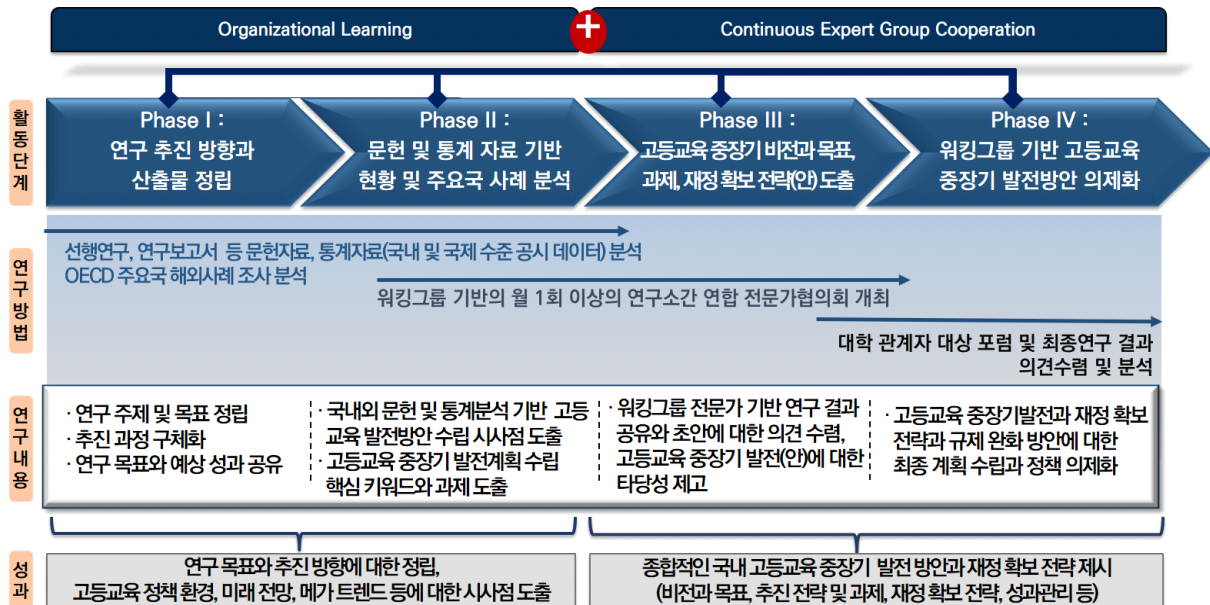 Organizational Learning
+
Continuous Expert Group Cooperation
활동단계
Phase Ⅰ :
연구 추진 방향과
산출물 정립
Phase Ⅱ :
문헌 및 통계 자료 기반
현황 및 주요국 사례 분석
Phase Ⅲ :
고등교육 중장기 비전과 목표,
과제, 재정 확보 전략(안) 도출
Phase Ⅳ :
워킹그룹 기반 고등교육
중장기 발전방안 의제화
연구방법
선행연구, 연구보고서 등 문헌자료, 통계자료(국내 및 국제 수준 공시 데이터) 분석
OECD 주요국 해외사례 조사 분석
워킹그룹 기반의 월 1회 이상의 연구소간 연합 전문가협의회 개최
대학 관계자 대상 포럼 및 최종연구 결과
의견수렴 및 분석
연구내용
· 연구 주제 및 목표 정립
· 추진 과정 구체화
· 연구 목표와 예상 성과 공유
· 국내외 문헌 및 통계분석 기반 고등
교육 발전방안 수립 시사점 도출
· 고등교육 중장기 발전계획 수립
핵심 키워드와 과제 도출
· 워킹그룹 전문가 기반 연구 결과
공유와 초안에 대한 의견 수렴,
고등교육 중장기 발전(안)에 대한
타당성 제고
· 고등교육 중장기발전과 재정 확보
전략과 규제 완화 방안에 대한
최종 계획 수립과 정책 의제화
성과
연구 목표와 추진 방향에 대한 정립,
고등교육 정책 환경, 미래 전망, 메가 트렌드 등에 대한 시사점 도출
종합적인 국내 고등교육 중장기 발전 방안과 재정 확보 전략 제시
(비전과 목표, 추진 전략 및 과제, 재정 확보 전략, 성과관리 등)